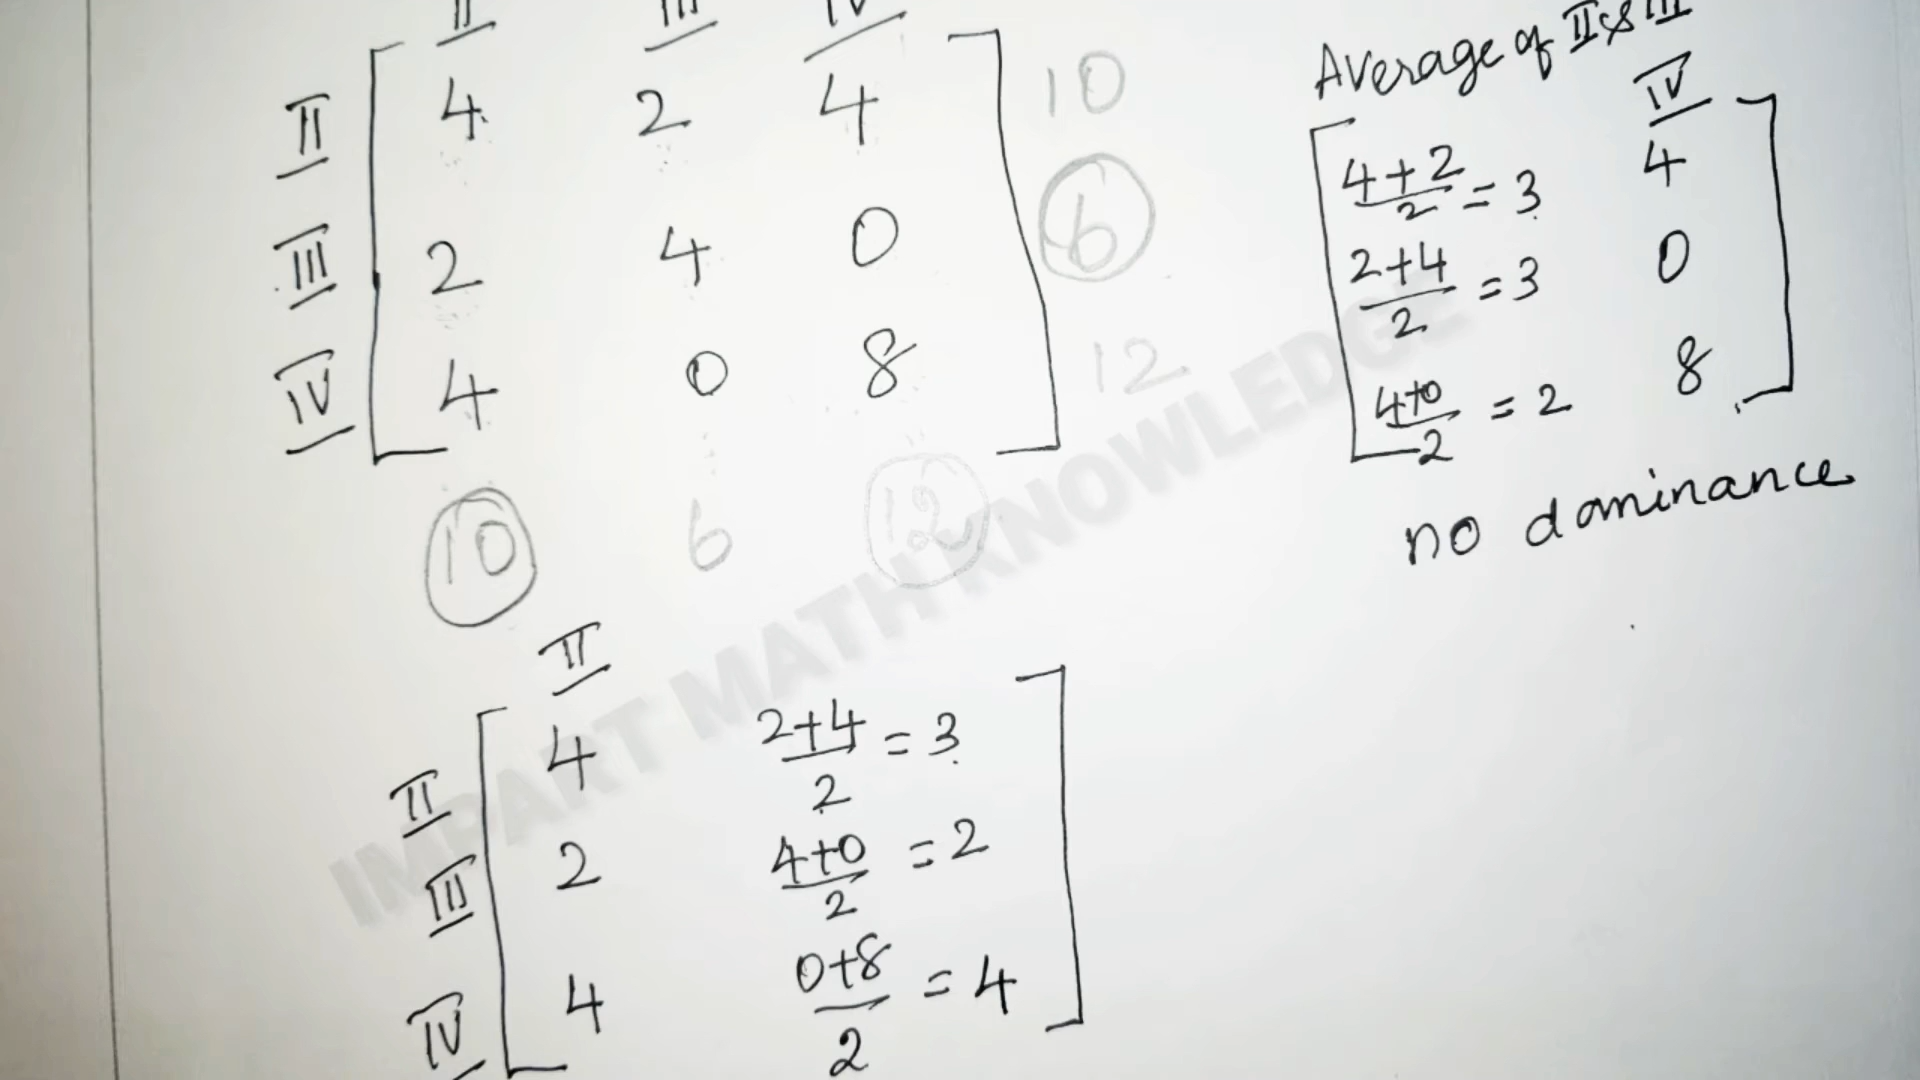 II III IV
II 4 2 4 10
III 2 4 0 6
IV 4 0 8 12
10 6 12
Average of II & III
IV
4+2/2 = 3 4
2+4/2 = 3 0
4+0/2 = 2 8
no dominance
II
II 4 2+4/2 = 3
III 2 4+0/2 = 2
IV 4 0+8/2 = 4
IMPART MATH KNOWLEDGE